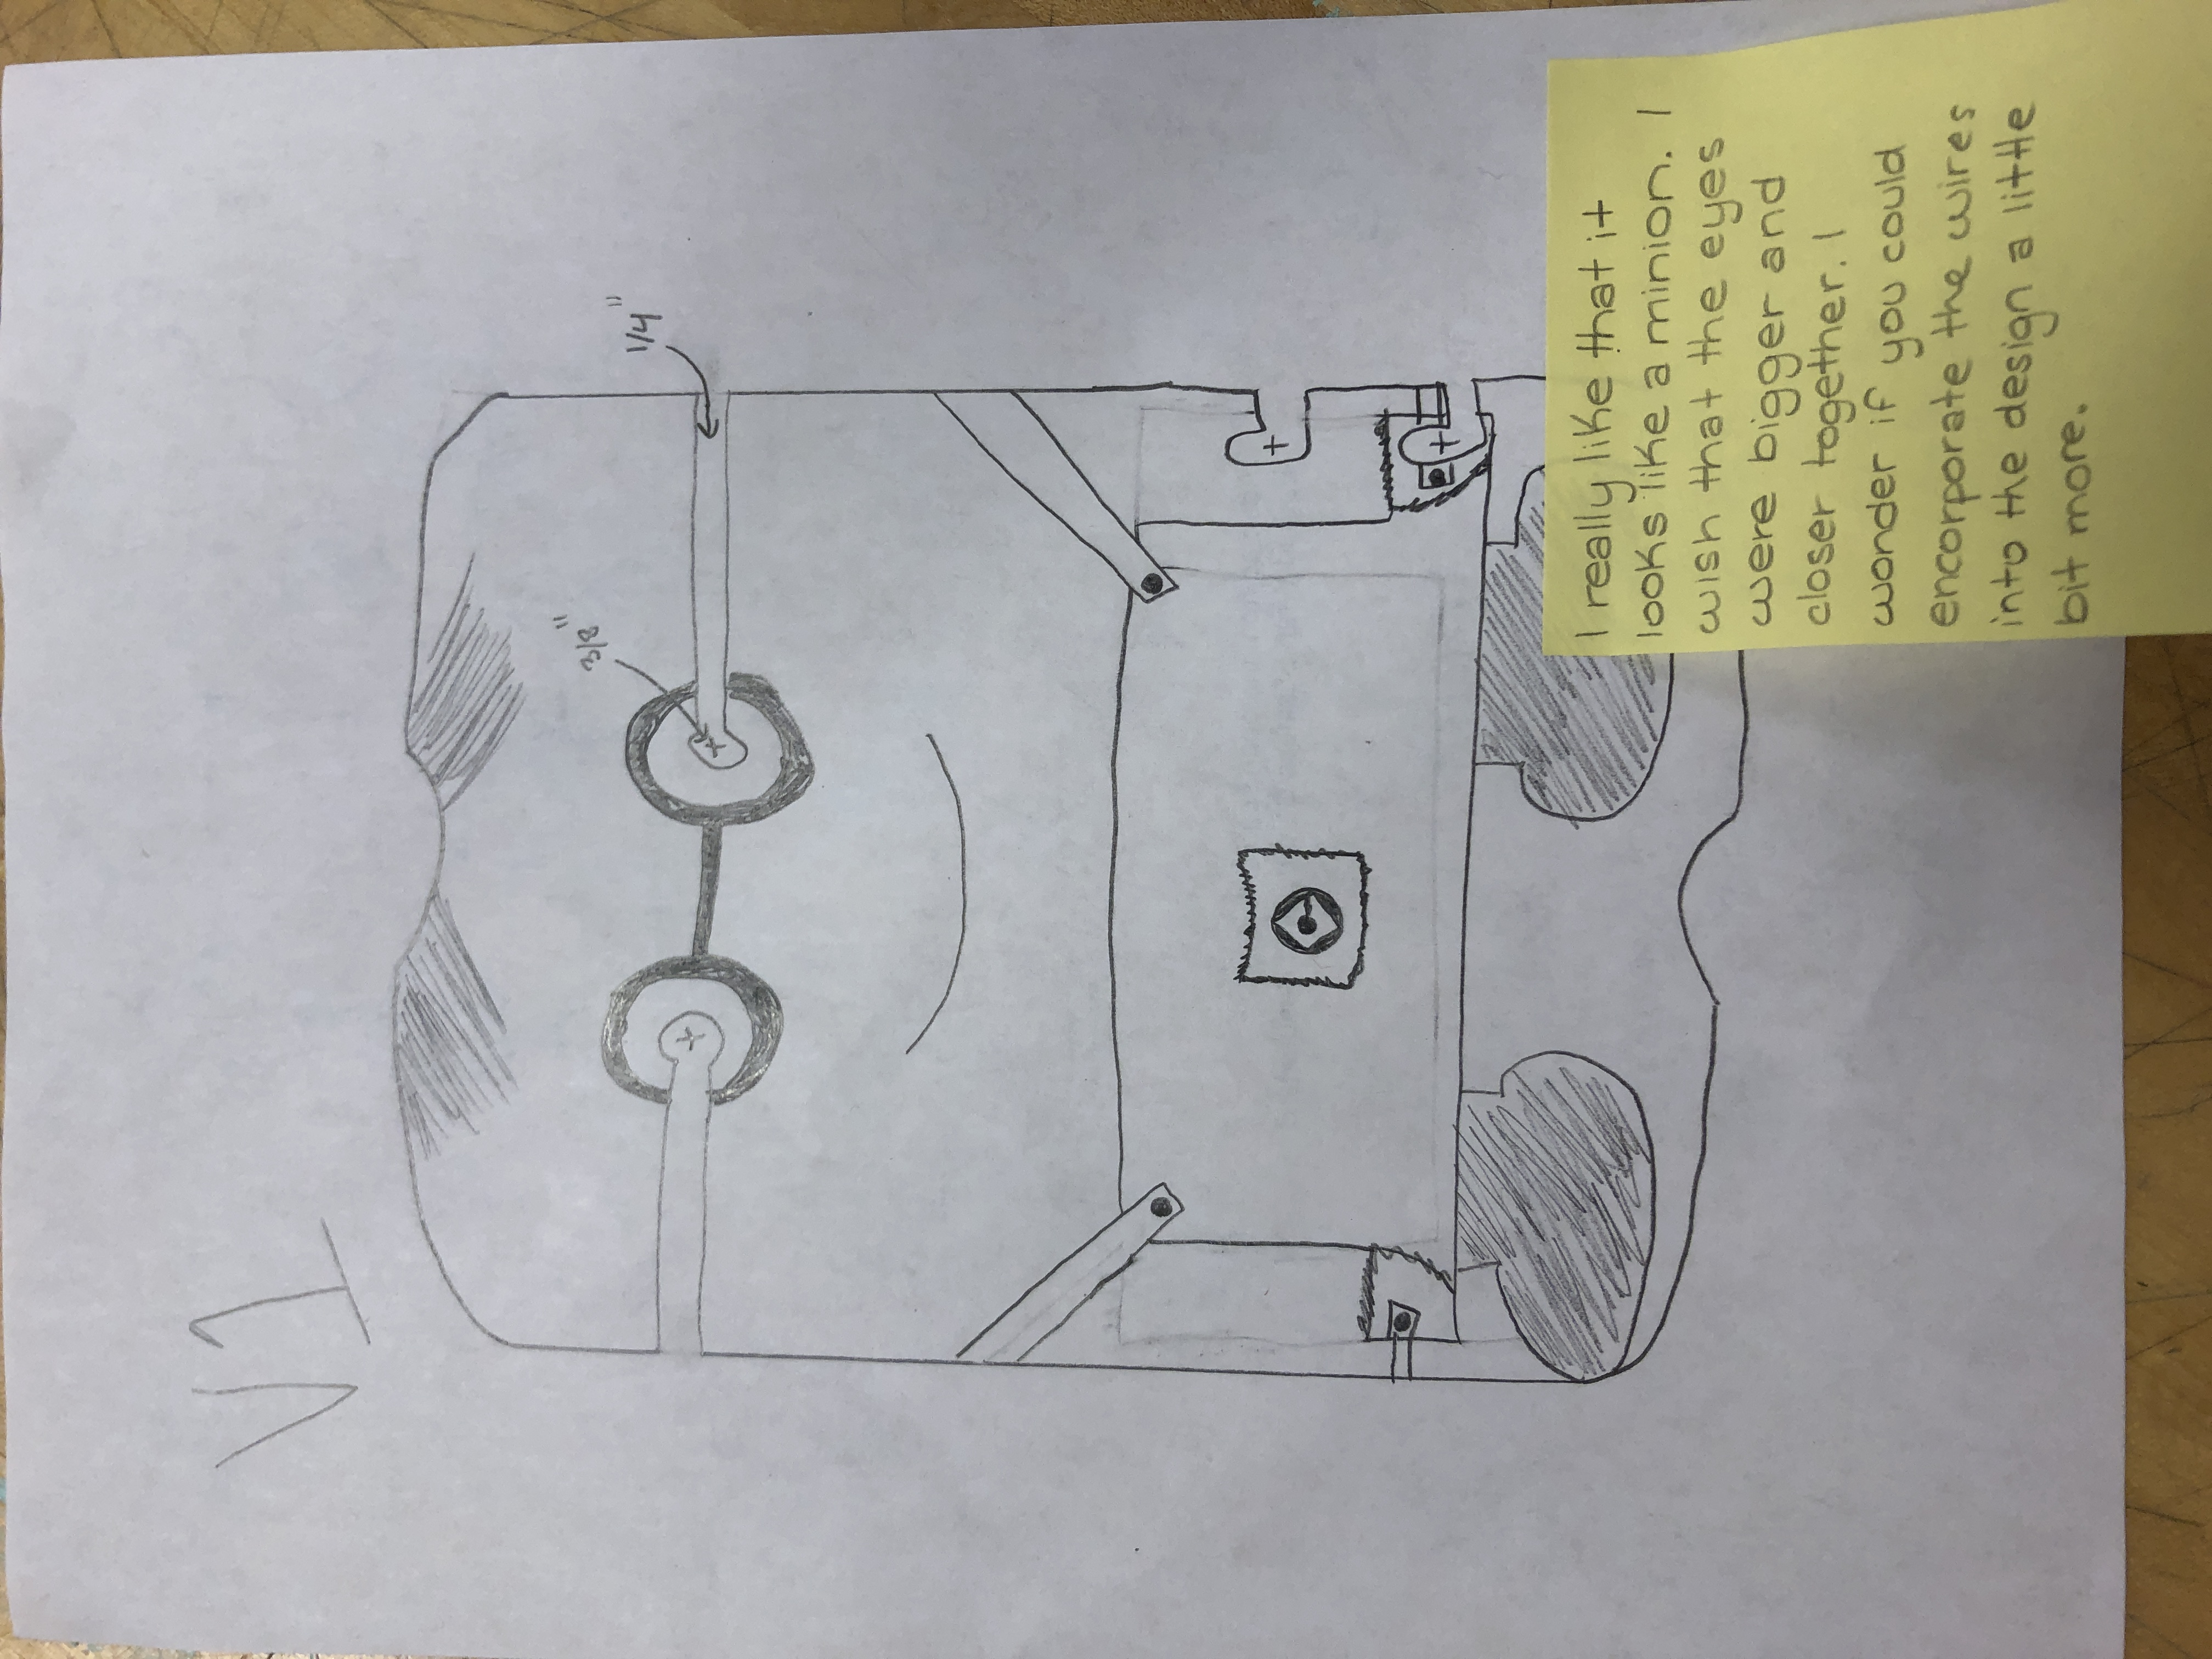 V1
3/8"
1/4"
I really like that it
looks like a minion. I
wish that the eyes
were bigger and
closer together. I
wonder if you could
encorporate the wires
into the design a little
bit more.